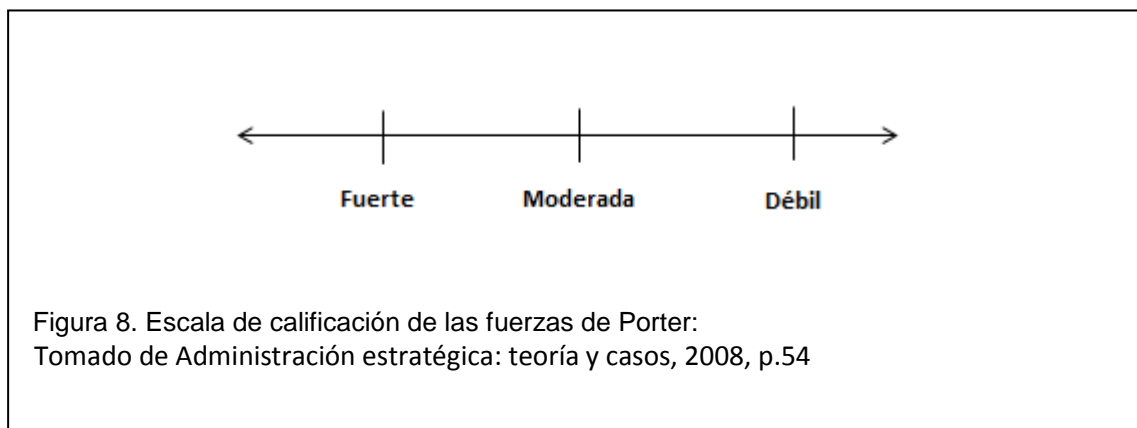 Fuerte Moderada Débil
Figura 8. Escala de calificación de las fuerzas de Porter:
Tomado de Administración estratégica: teoría y casos, 2008, p.54